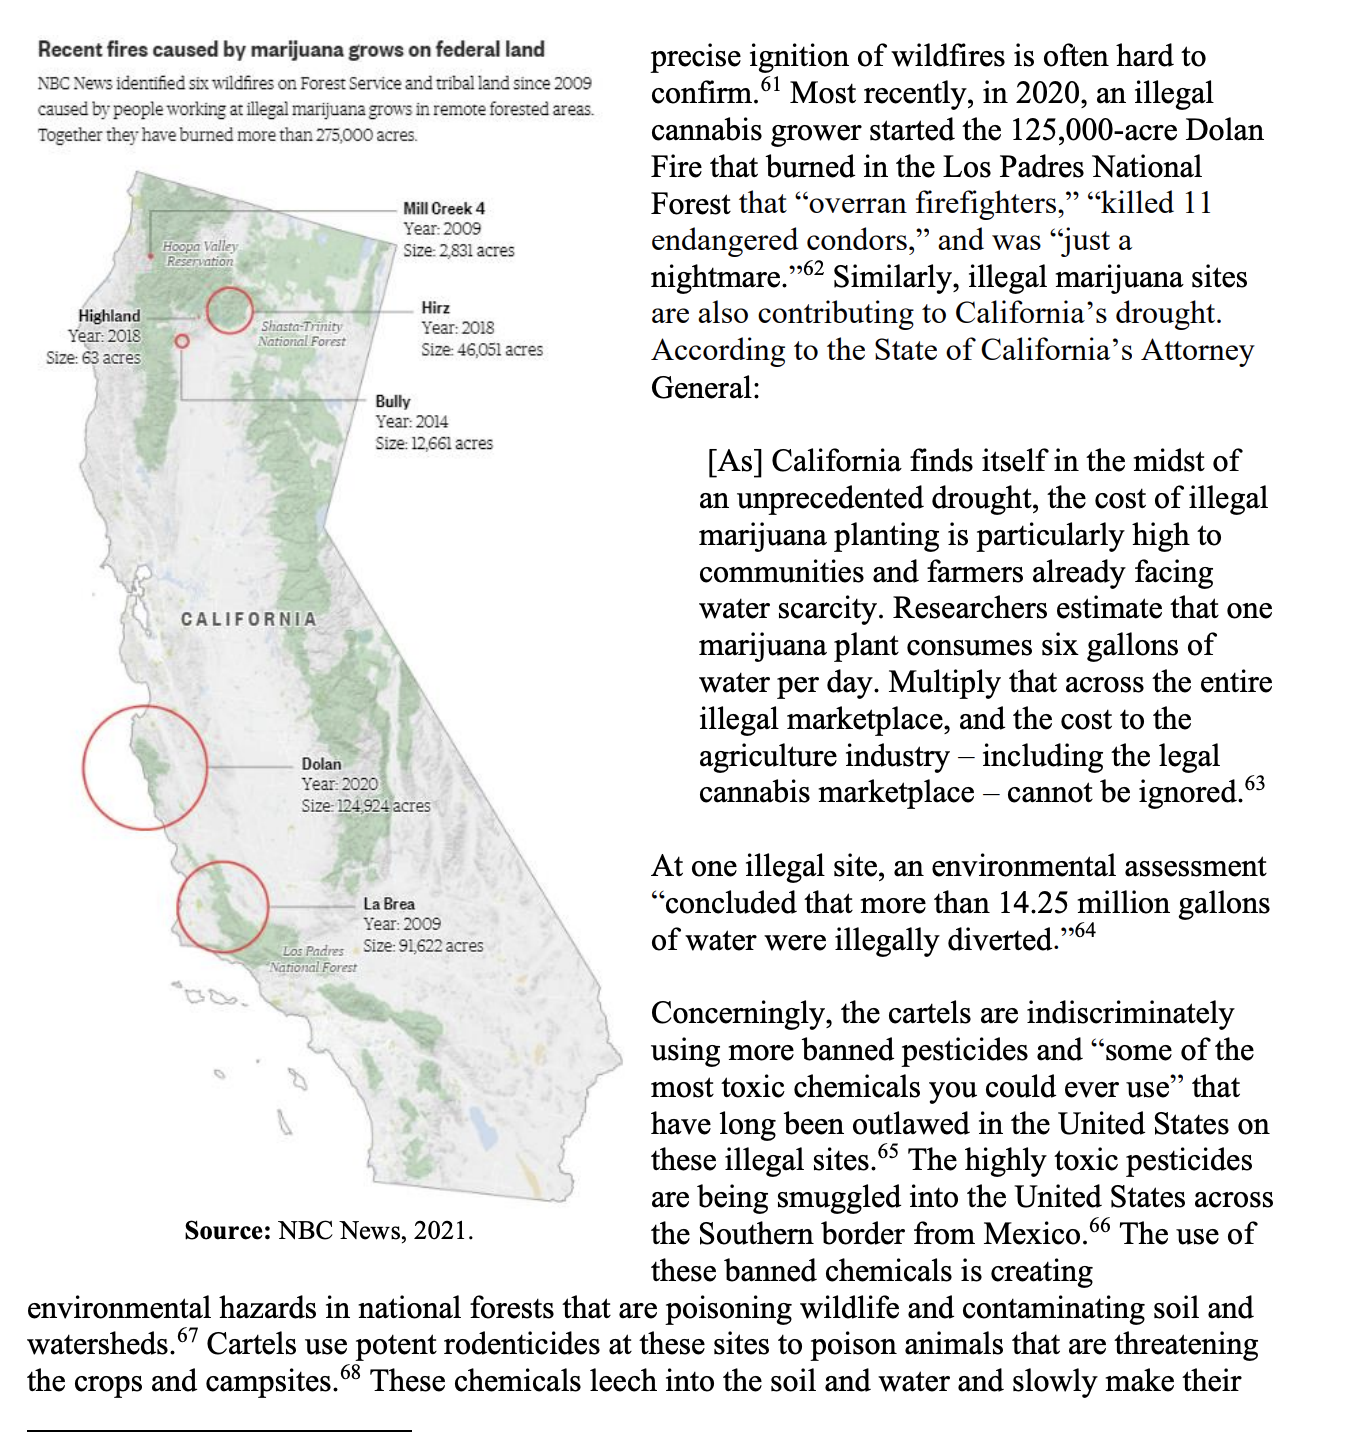 Recent fires caused by marijuana grows on federal land
NBC News identified six wildfires on Forest Service and tribal land since 2009
caused by people working at illegal marijuana grows in remote forested areas.
Together they have burned more than 275,000 acres.
Mill Creek 4
Year: 2009
Size: 2,831 acres
Hoopa Valley
Reservation
Highland
Year: 2018
Size: 63 acres
Hirz
Year: 2018
Size: 46,051 acres
Shasta-Trinity
National Forest
Bully
Year: 2014
Size: 12,661 acres
CALIFORNIA
Dolan
Year: 2020
Size: 124,924 acres
La Brea
Year: 2009
Size: 91,622 acres
Los Padres
National Forest
Source: NBC News, 2021.
precise ignition of wildfires is often hard to
confirm.61 Most recently, in 2020, an illegal
cannabis grower started the 125,000-acre Dolan
Fire that burned in the Los Padres National
Forest that “overran firefighters,” “killed 11
endangered condors,” and was “just a
nightmare.”62 Similarly, illegal marijuana sites
are also contributing to California’s drought.
According to the State of California’s Attorney
General:
[As] California finds itself in the midst of
an unprecedented drought, the cost of illegal
marijuana planting is particularly high to
communities and farmers already facing
water scarcity. Researchers estimate that one
marijuana plant consumes six gallons of
water per day. Multiply that across the entire
illegal marketplace, and the cost to the
agriculture industry – including the legal
cannabis marketplace – cannot be ignored.63
At one illegal site, an environmental assessment
“concluded that more than 14.25 million gallons
of water were illegally diverted.”64
Concerningly, the cartels are indiscriminately
using more banned pesticides and “some of the
most toxic chemicals you could ever use” that
have long been outlawed in the United States on
these illegal sites.65 The highly toxic pesticides
are being smuggled into the United States across
the Southern border from Mexico.66 The use of
these banned chemicals is creating
environmental hazards in national forests that are poisoning wildlife and contaminating soil and
watersheds.67 Cartels use potent rodenticides at these sites to poison animals that are threatening
the crops and campsites.68 These chemicals leech into the soil and water and slowly make their